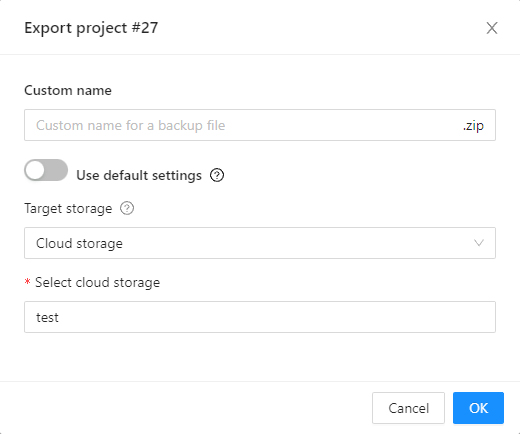 Export project #27
Custom name
Custom name for a backup file .zip
Use default settings
Target storage
Cloud storage
* Select cloud storage
test
Cancel OK